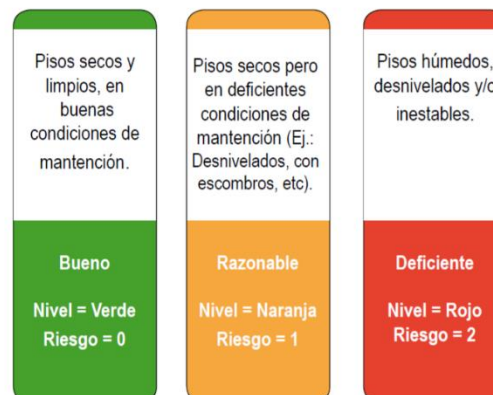 Pisos secos y
limpios, en
buenas
condiciones de
mantención.
Bueno
Nivel = Verde
Riesgo = 0
Pisos secos pero
en deficientes
condiciones de
mantención (Ej.:
Desnivelados, con
escombros, etc).
Razonable
Nivel = Naranja
Riesgo = 1
Pisos húmedos,
desnivelados y/o
inestables.
Deficiente
Nivel = Rojo
Riesgo = 2